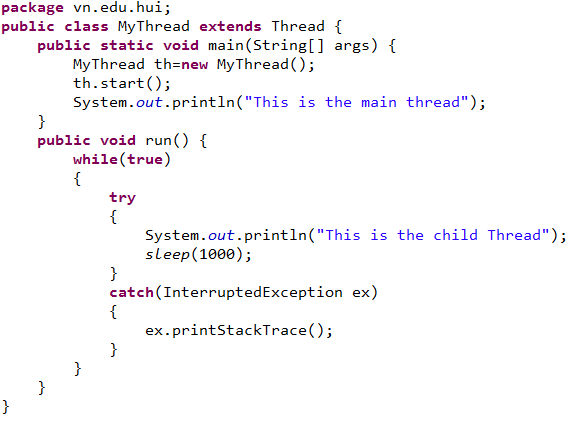 package vn.edu.hui;
public class MyThread extends Thread {
    public static void main(String[] args) {
        MyThread th=new MyThread();
        th.start();
        System.out.println("This is the main thread");
    }
    public void run() {
        while(true)
        {
            try
            {
                System.out.println("This is the child Thread");
                sleep(1000);
            }
            catch(InterruptedException ex)
            {
                ex.printStackTrace();
            }
        }
    }
}